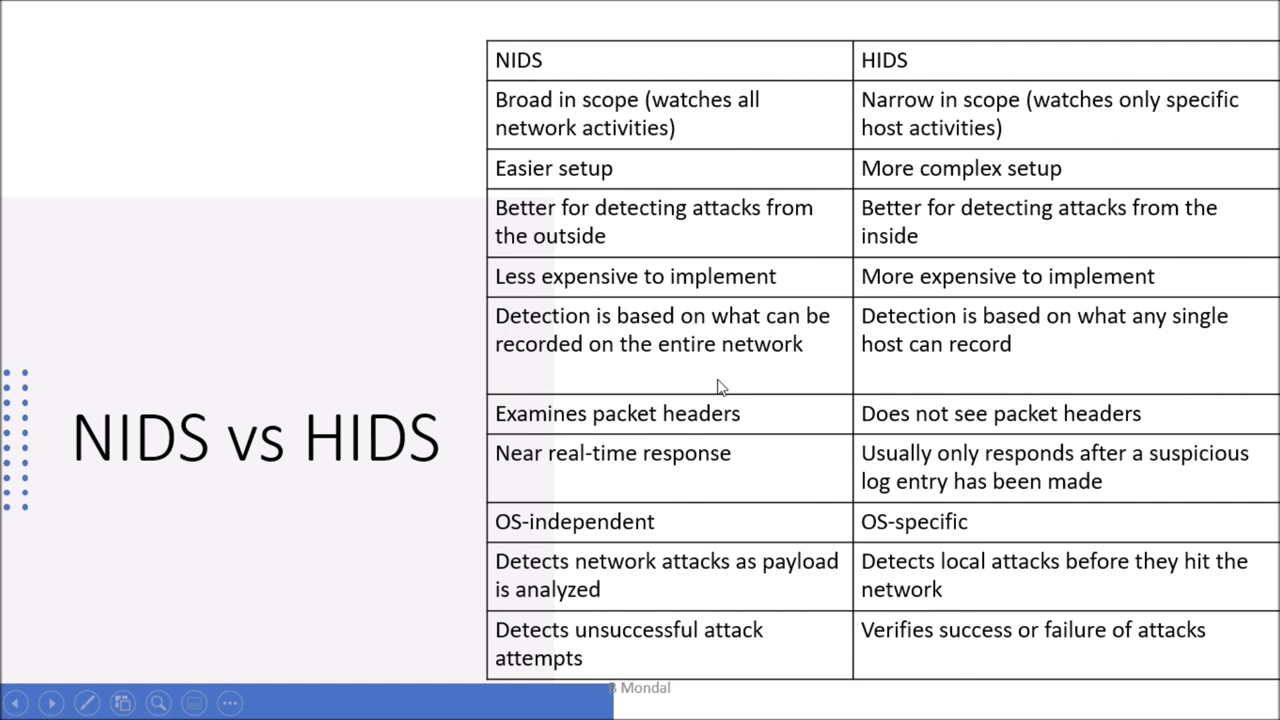 NIDS vs HIDS
NIDS
HIDS
Broad in scope (watches all
network activities)
Narrow in scope (watches only specific
host activities)
Easier setup
More complex setup
Better for detecting attacks from
the outside
Better for detecting attacks from the
inside
Less expensive to implement
More expensive to implement
Detection is based on what can be
recorded on the entire network
Detection is based on what any single
host can record
Examines packet headers
Does not see packet headers
Near real-time response
Usually only responds after a suspicious
log entry has been made
OS-independent
OS-specific
Detects network attacks as payload
is analyzed
Detects local attacks before they hit the
network
Detects unsuccessful attack
attempts
Verifies success or failure of attacks
B Mondal